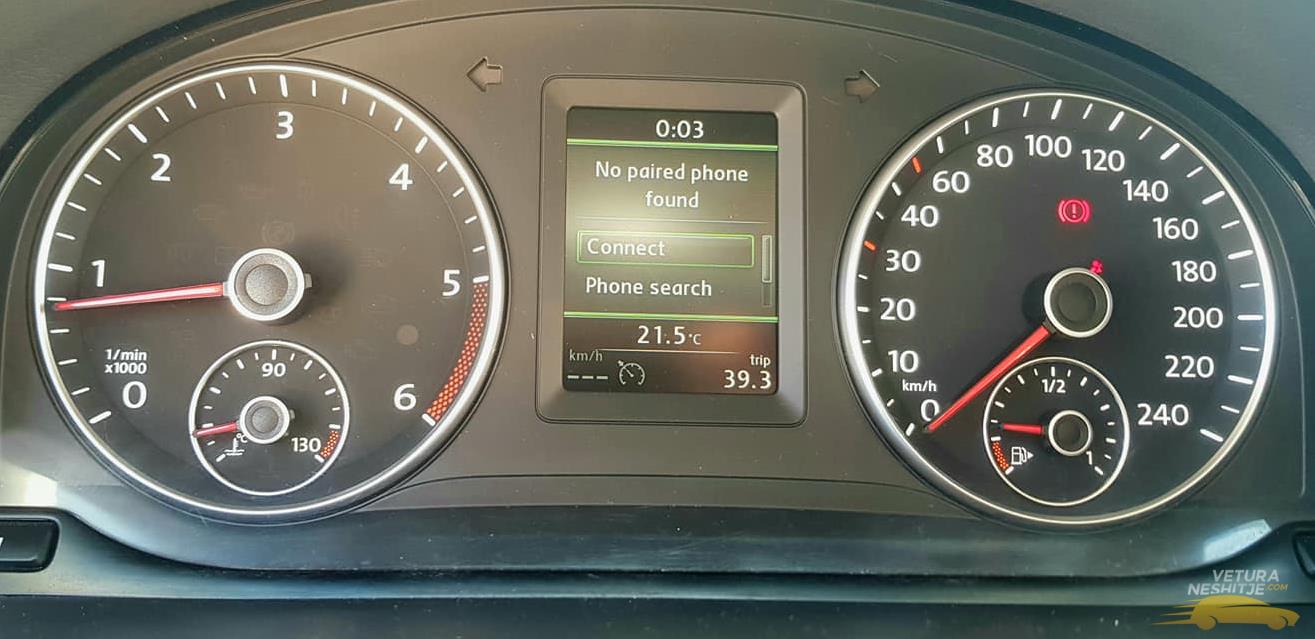 0:03
No paired phone
found
Connect
Phone search
21.5°C
km/h
trip
---
39.3
0
1
2
3
4
5
6
1/min
x1000
90
130
°C
0
10
20
30
40
60
80
100
120
140
160
180
200
220
240
km/h
1/2
1
VETURA
NESHITJE.COM